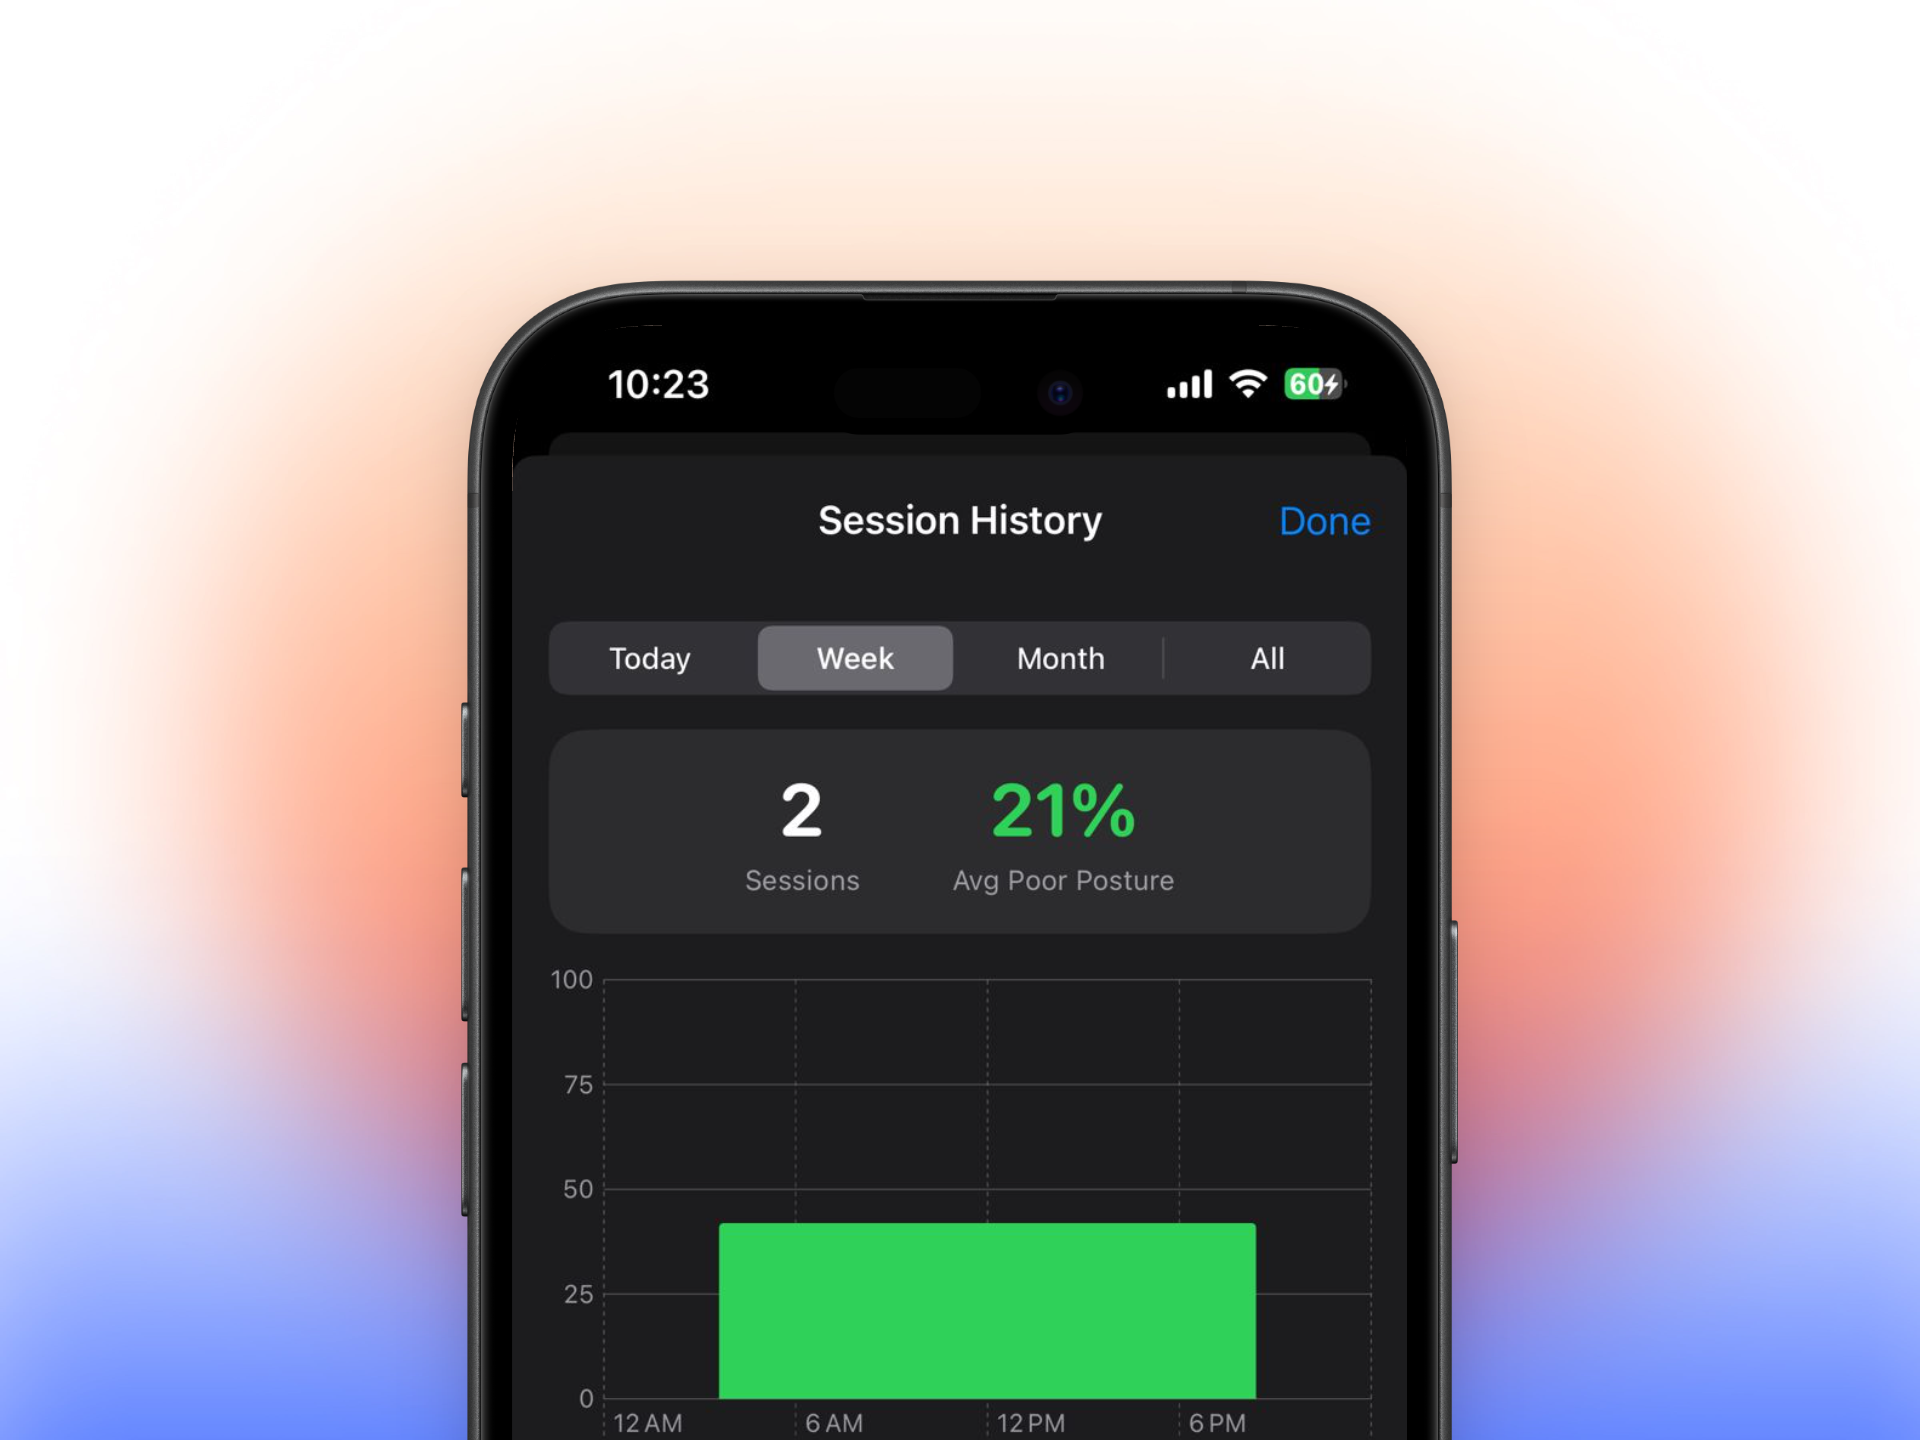 10:23
60
Session History
Done
Today
Week
Month
All
2
21%
Sessions
Avg Poor Posture
100
75
50
25
0
12 AM
6 AM
12 PM
6 PM